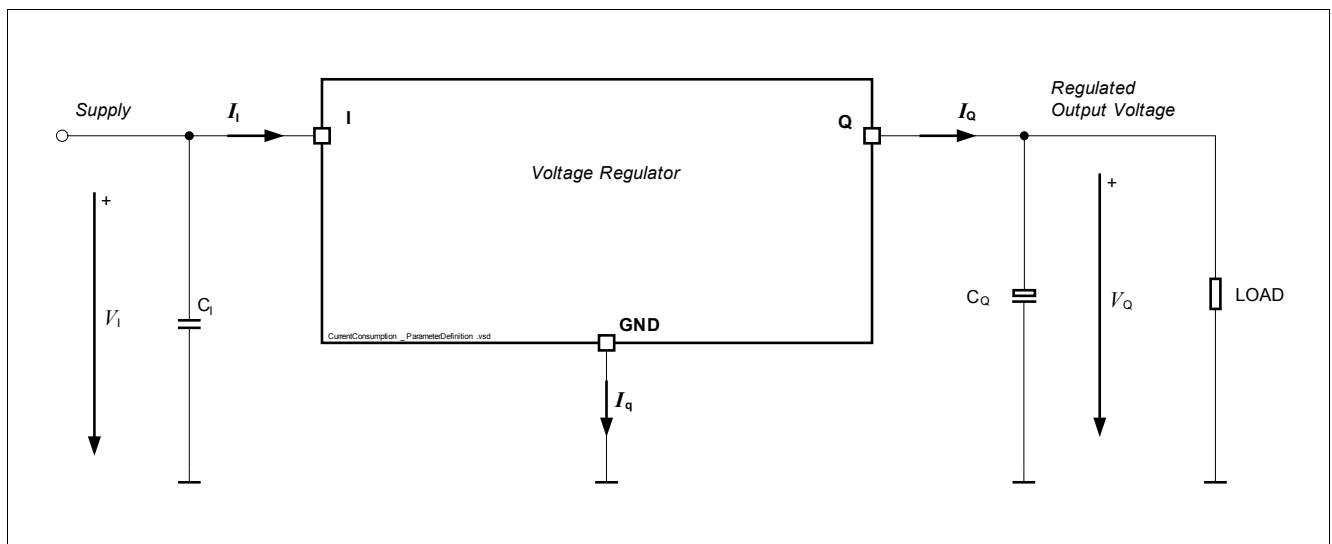 Supply
I_I
I
Voltage Regulator
Q
I_Q
Regulated
Output Voltage
+
V_I
C_I
CurrentConsumption _ ParameterDefinition .vsd
GND
I_q
C_Q
+
V_Q
LOAD